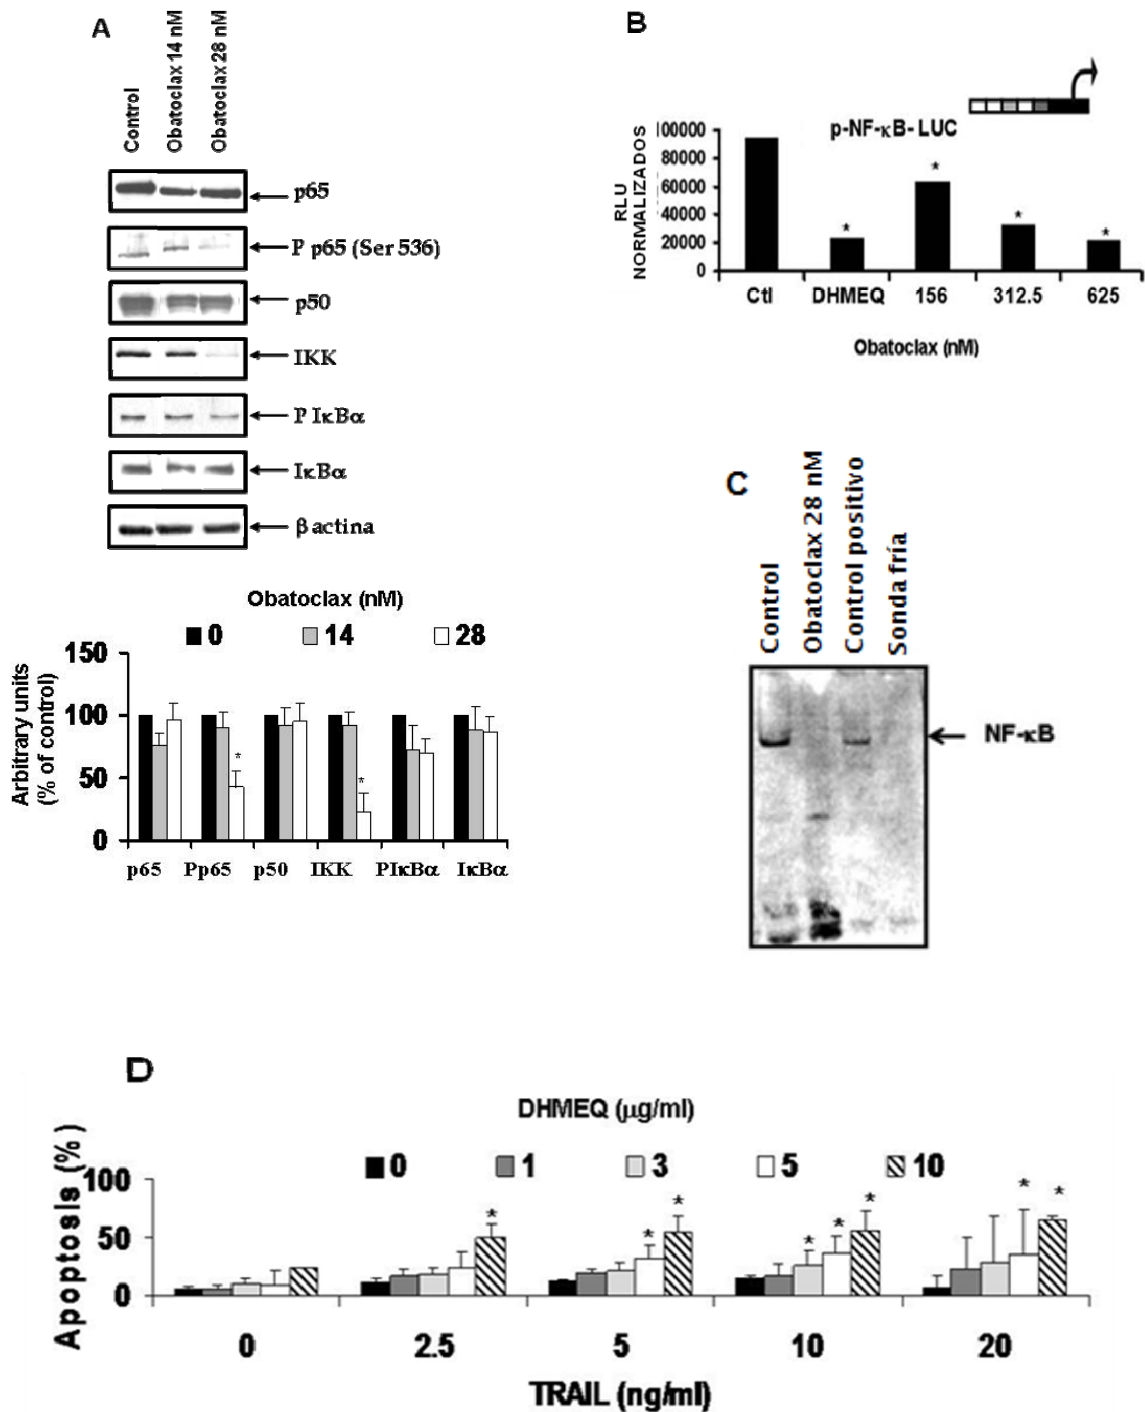 A
Control
Obatoclax 14 nM
Obatoclax 28 nM
p65
P p65 (Ser 536)
p50
IKK
P IκBα
IκBα
β actina
Obatoclax (nM)
0 14 28
Arbitrary units
(% of control)
150
100
50
0
p65 Pp65 p50 IKK PIκBα IκBα
* *
B
p-NF-κB- LUC
RLU
NORMALIZADOS
100000
80000
60000
40000
20000
0
* * * *
Ctl DHMEQ 156 312.5 625
Obatoclax (nM)
C
Control
Obatoclax 28 nM
Control positivo
Sonda fría
NF-κB
D
DHMEQ (µg/ml)
0 1 3 5 10
Apoptosis (%)
100
50
0
* * * * * * * *
0 2.5 5 10 20
TRAIL (ng/ml)